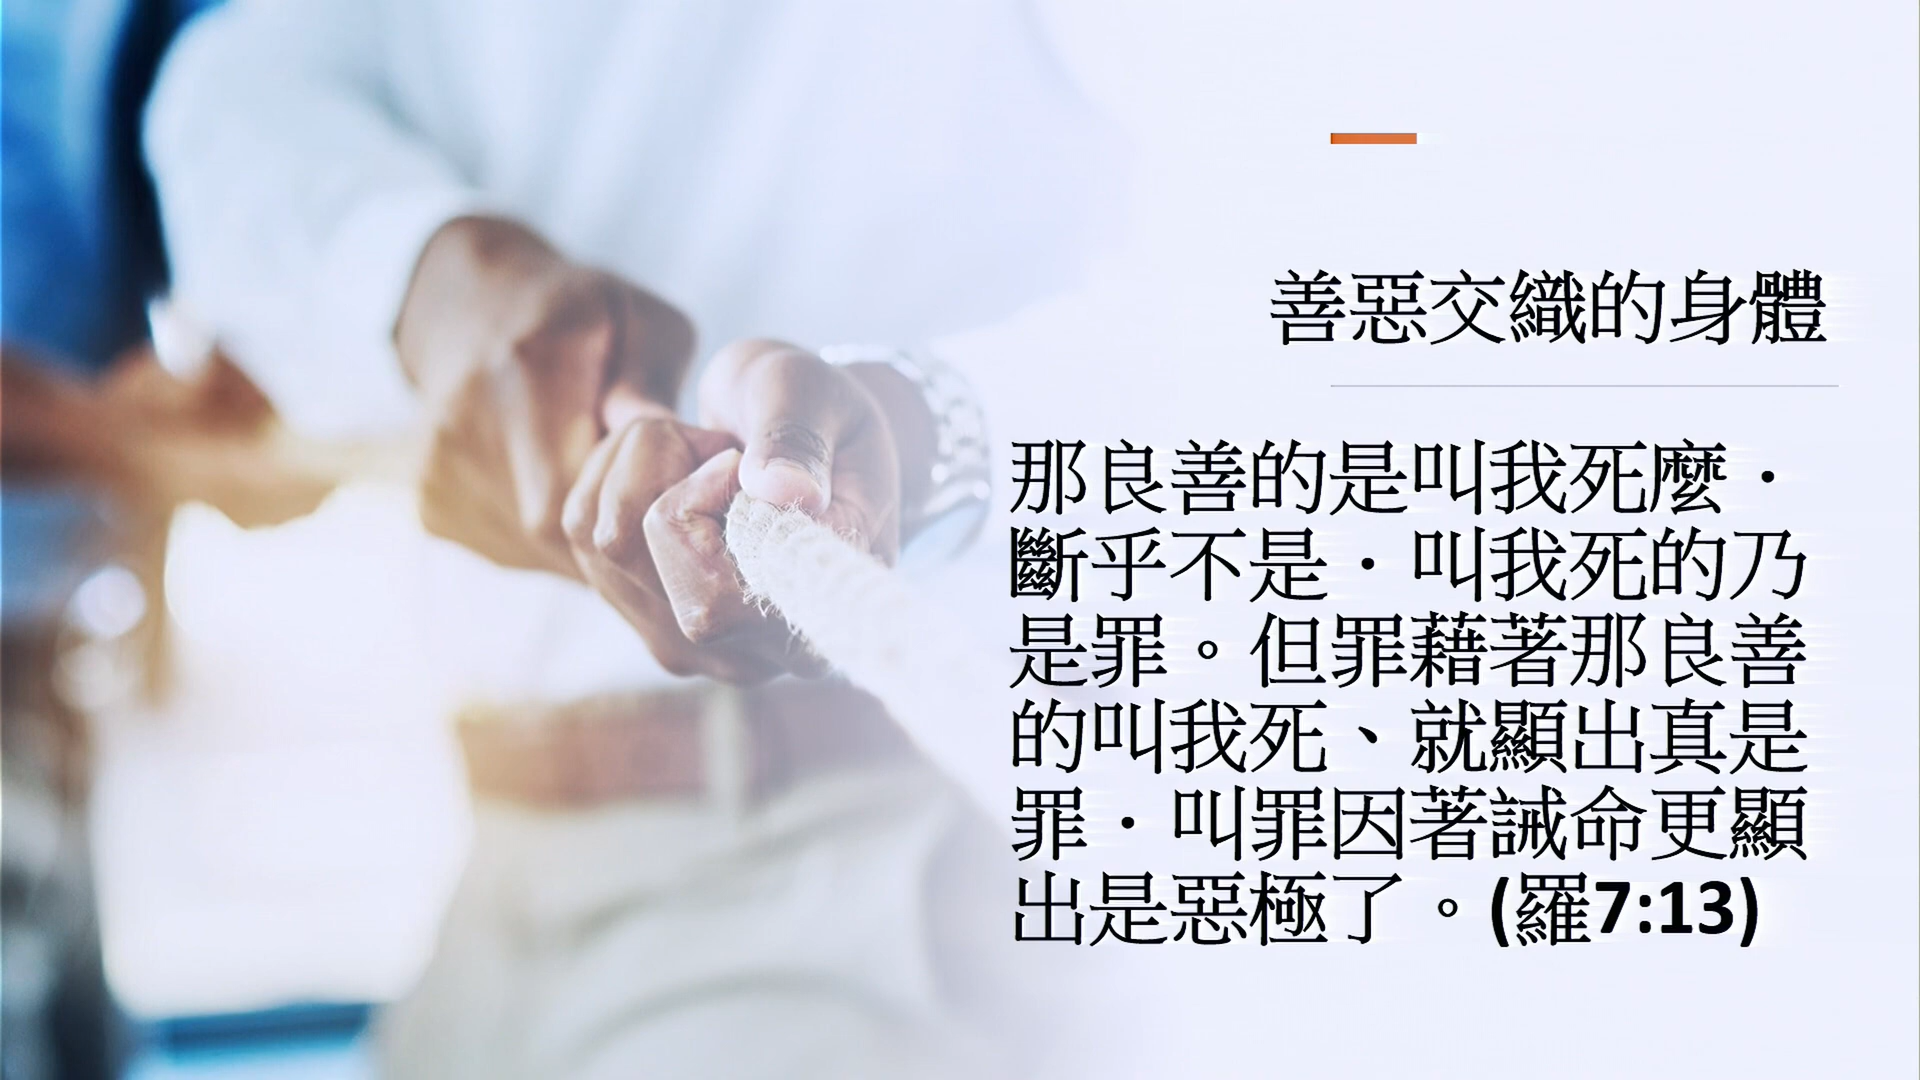 善惡交織的身體
那良善的是叫我死麼．
斷乎不是．叫我死的乃
是罪。但罪藉著那良善
的叫我死、就顯出真是
罪．叫罪因著誡命更顯
出是惡極了。(羅7:13)